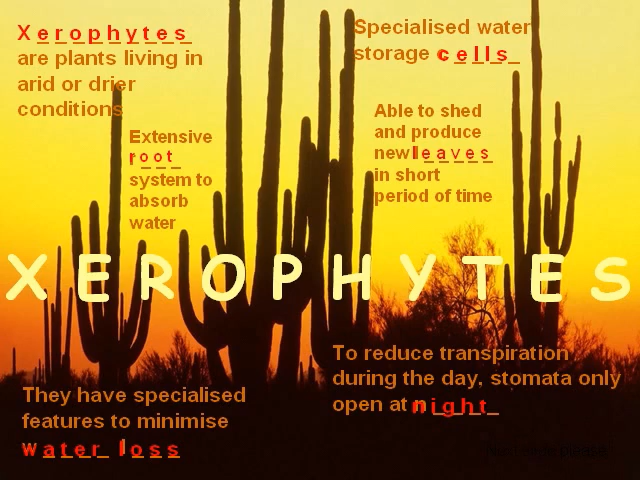 Xerophytes
are plants living in
arid or drier
conditions
Specialised water
storage cells
Extensive
root
system to
absorb
water
Able to shed
and produce
new leaves
in short
period of time
XEROPHYTES
They have specialised
features to minimise
water loss
To reduce transpiration
during the day, stomata only
open at night